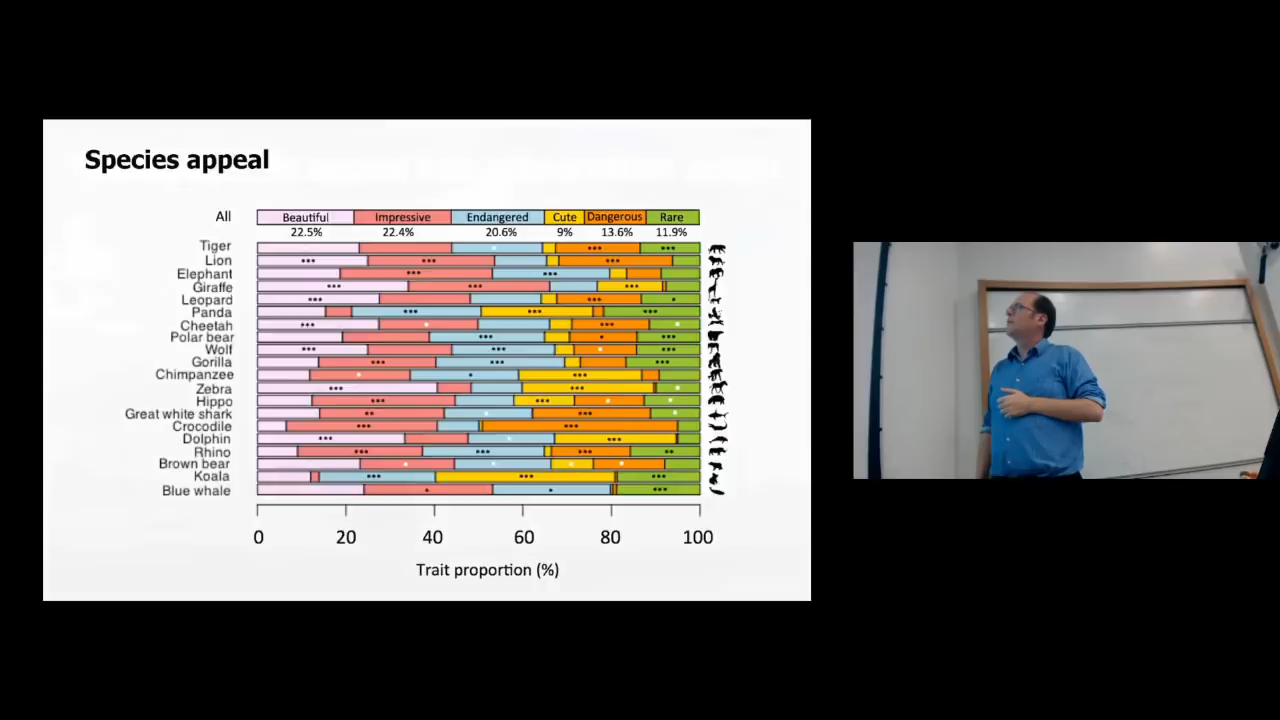 Species appeal
All Beautiful Impressive Endangered Cute Dangerous Rare
22.5% 22.4% 20.6% 9% 13.6% 11.9%
Tiger
Lion
Elephant
Giraffe
Leopard
Panda
Cheetah
Polar bear
Wolf
Gorilla
Chimpanzee
Zebra
Hippo
Great white shark
Crocodile
Dolphin
Rhino
Brown bear
Koala
Blue whale
0 20 40 60 80 100
Trait proportion (%)